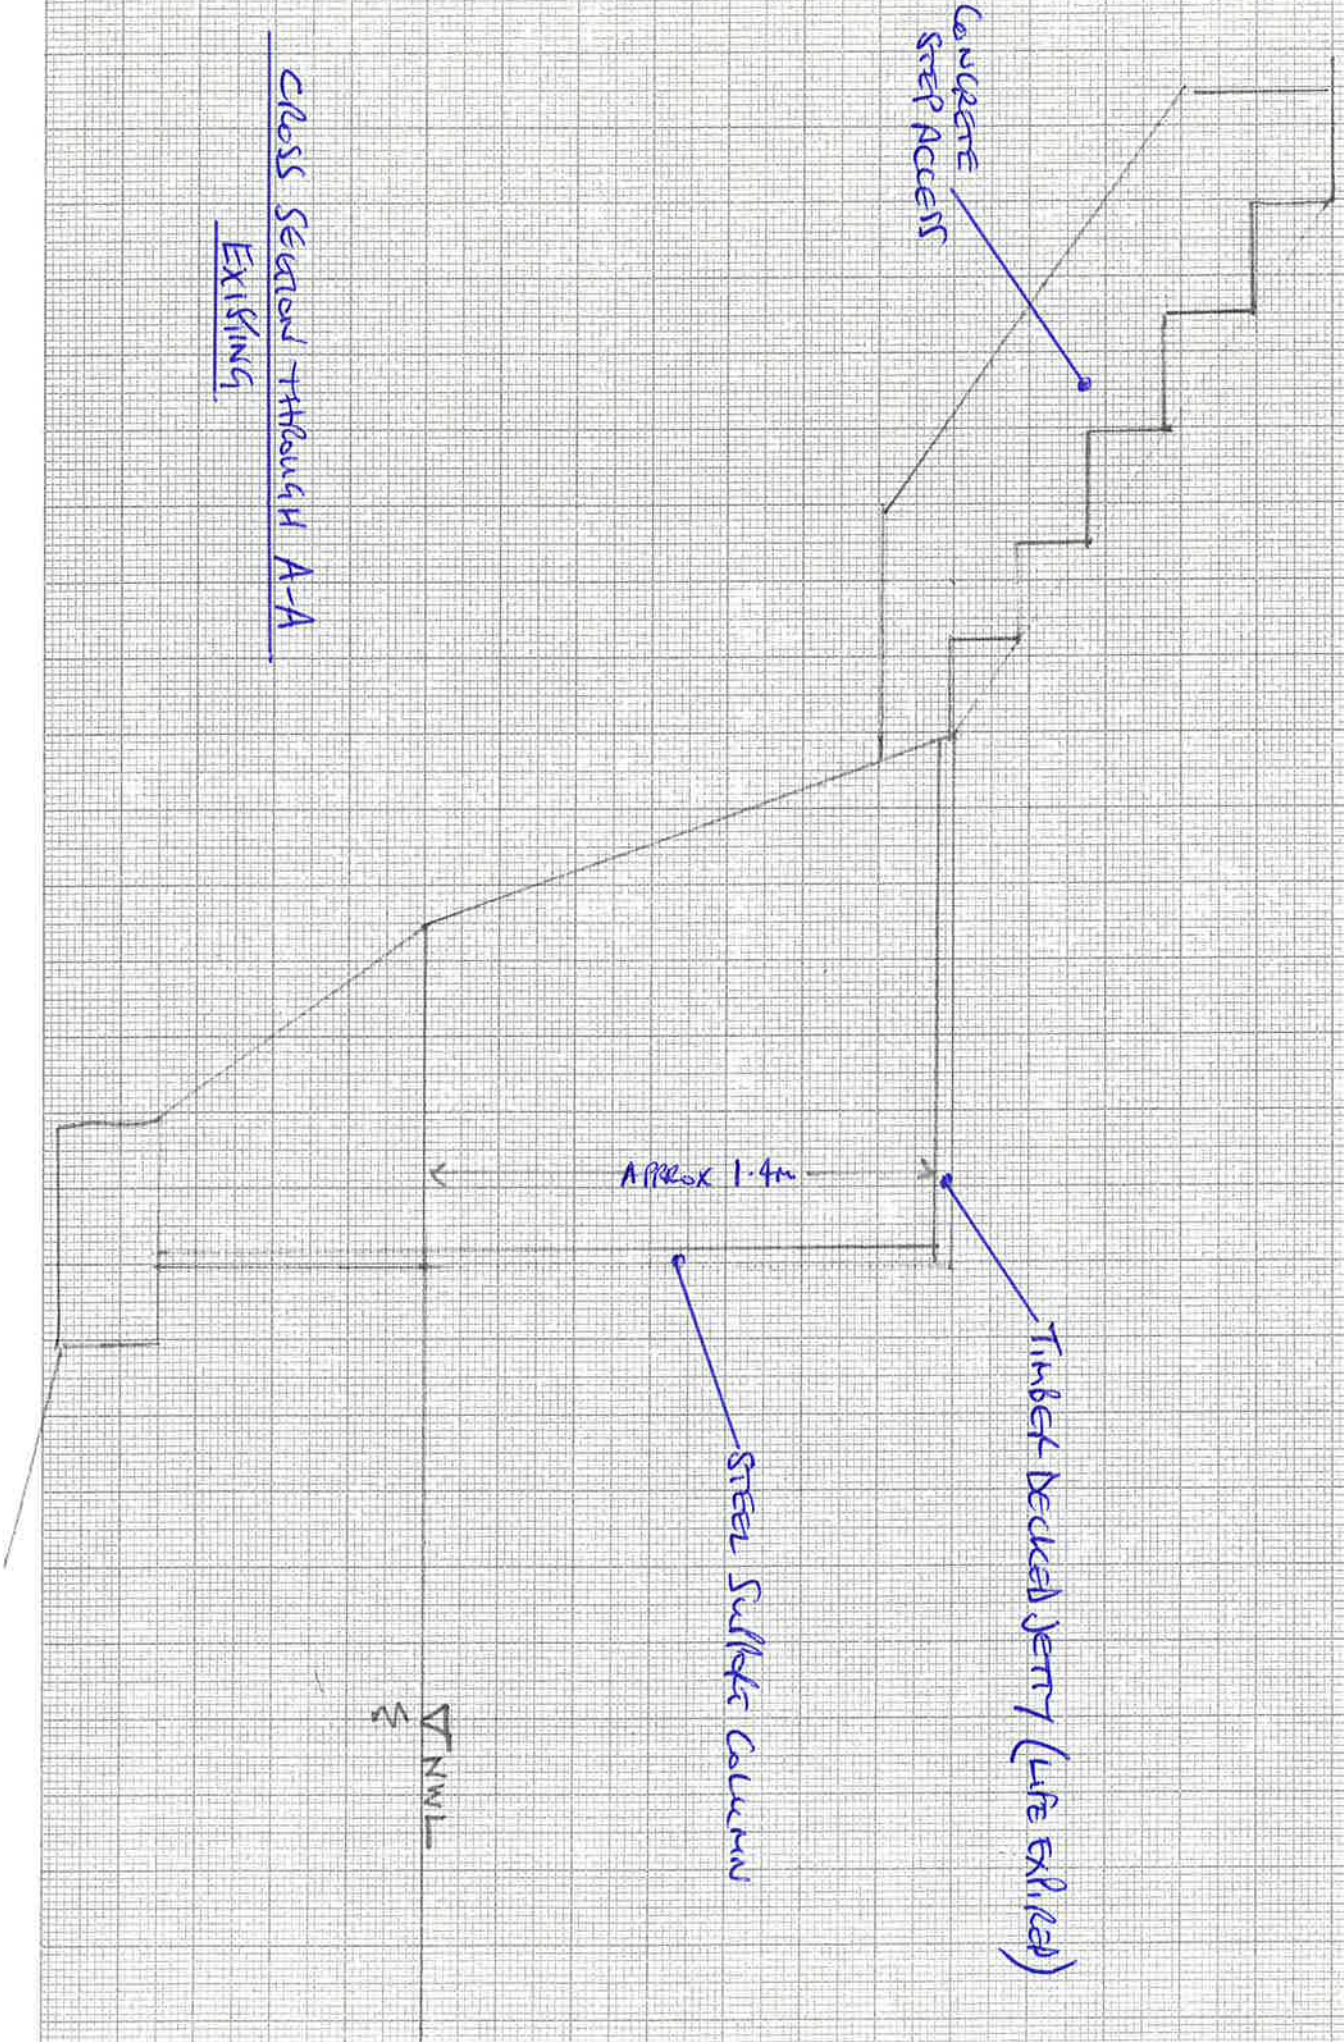 CONCRETE
STEP ACCESS
TIMBER DECKED JETTY (LIFE EXPIRED)
APPROX 1.4m
STEEL SUPPORT COLUMN
NWL
CROSS SECTION THROUGH A-A
EXISTING